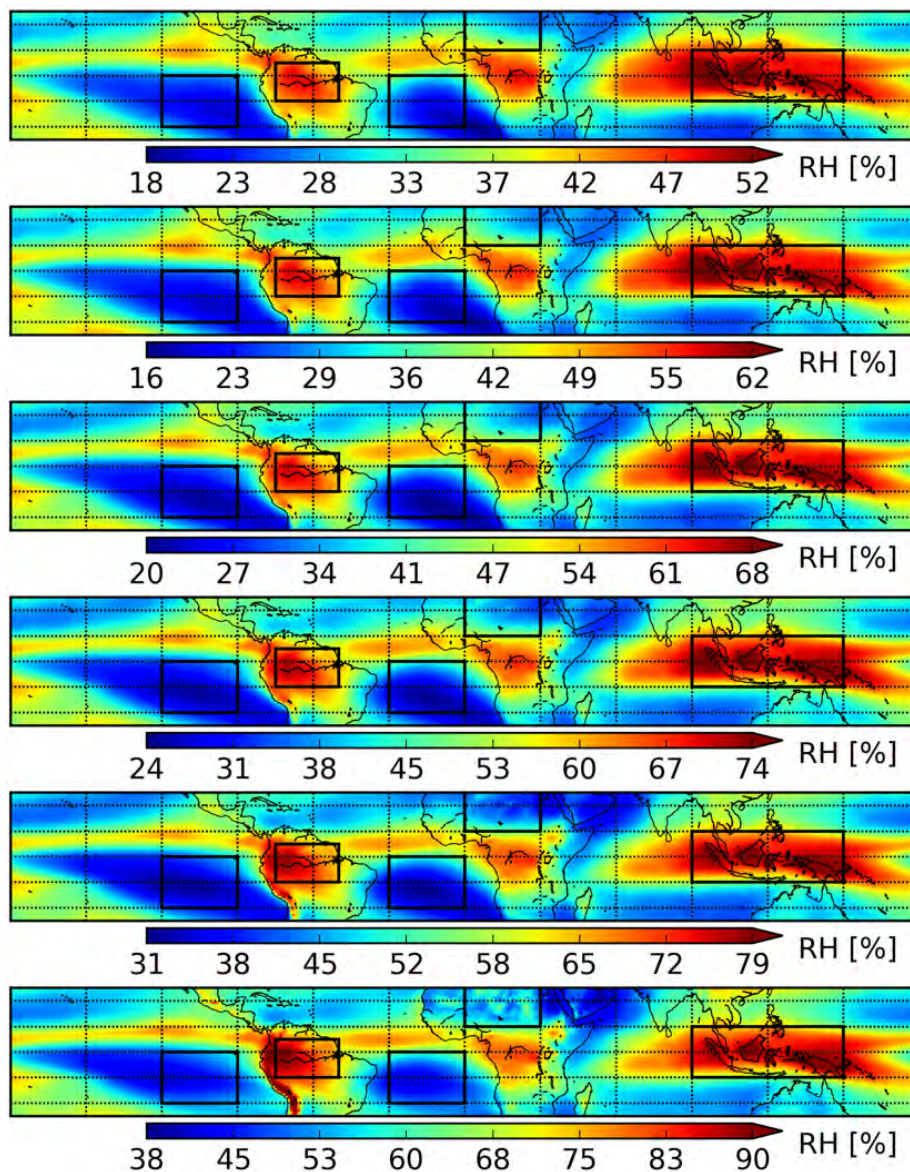 18 23 28 33 37 42 47 52 RH [%]
16 23 29 36 42 49 57 62 RH [%]
20 27 34 41 47 54 61 68 RH [%]
24 31 38 45 53 60 67 74 RH [%]
31 38 45 52 58 65 72 79 RH [%]
38 45 53 60 68 75 83 90 RH [%]